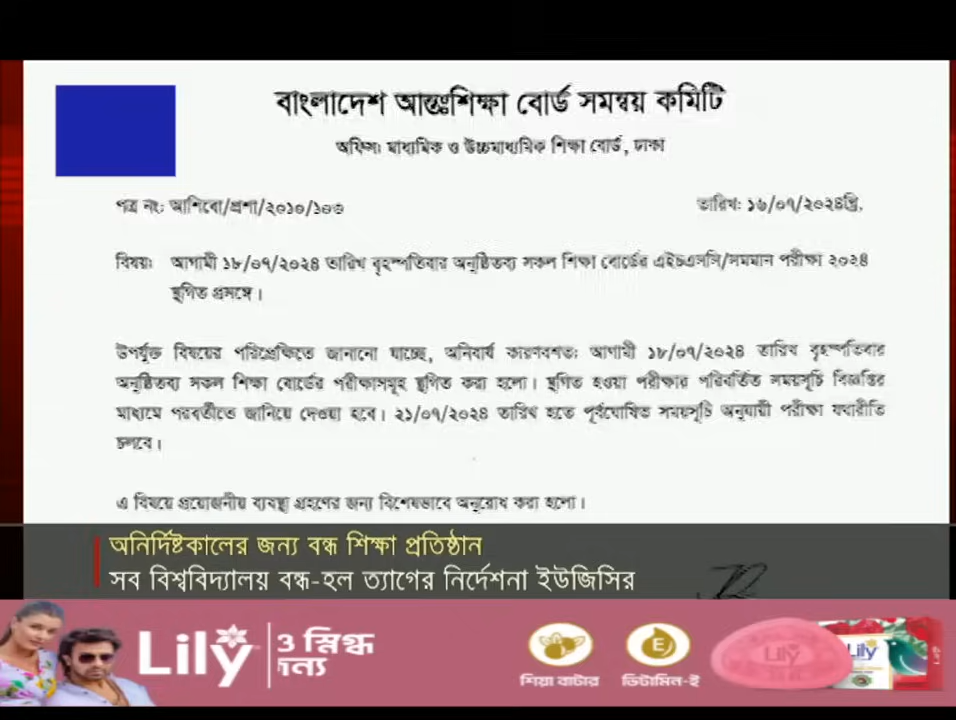 বাংলাদেশ আন্তঃশিক্ষা বোর্ড সমন্বয় কমিটি
অফিস: মাধ্যমিক ও উচ্চমাধ্যমিক শিক্ষা বোর্ড, ঢাকা
পত্র নং: আশিবো/প্রশা/২০১০/১০৩
তারিখ: ১৬/০৭/২০২৪খ্রি.
বিষয়: আগামী ১৮/০৭/২০২৪ তারিখ বৃহস্পতিবার অনুষ্ঠিতব্য সকল শিক্ষা বোর্ডের এইচএসসি/সমমান পরীক্ষা ২০২৪
স্থগিত প্রসঙ্গে।
উপর্যুক্ত বিষয়ের পরিপ্রেক্ষিতে জানানো যাচ্ছে, অনিবার্য কারণবশত: আগামী ১৮/০৭/২০২৪ তারিখ বৃহস্পতিবার
অনুষ্ঠিতব্য সকল শিক্ষা বোর্ডের পরীক্ষাসমূহ স্থগিত করা হলো। স্থগিত হওয়া পরীক্ষার পরিবর্তিত সময়সূচি বিজ্ঞপ্তির
মাধ্যমে পরবর্তীতে জানিয়ে দেওয়া হবে। ২১/০৭/২০২৪ তারিখ হতে পূর্বঘোষিত সময়সূচি অনুযায়ী পরীক্ষা যথারীতি
চলবে।
এ বিষয়ে প্রয়োজনীয় ব্যবস্থা গ্রহণের জন্য বিশেষভাবে অনুরোধ করা হলো।
অনির্দিষ্টকালের জন্য বন্ধ শিক্ষা প্রতিষ্ঠান
সব বিশ্ববিদ্যালয় বন্ধ-হল ত্যাগের নির্দেশনা ইউজিসির
Lily
ও স্নিগ্ধ
জন্য
শিয়া বাটার
E
ভিটামিন-ই
Lily
Lily